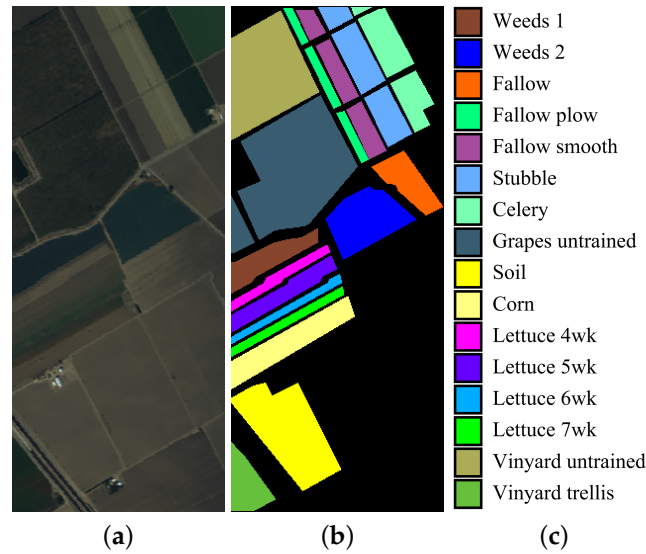 Weeds 1
Weeds 2
Fallow
Fallow plow
Fallow smooth
Stubble
Celery
Grapes untrained
Soil
Corn
Lettuce 4wk
Lettuce 5wk
Lettuce 6wk
Lettuce 7wk
Vinyard untrained
Vinyard trellis
(a) (b) (c)